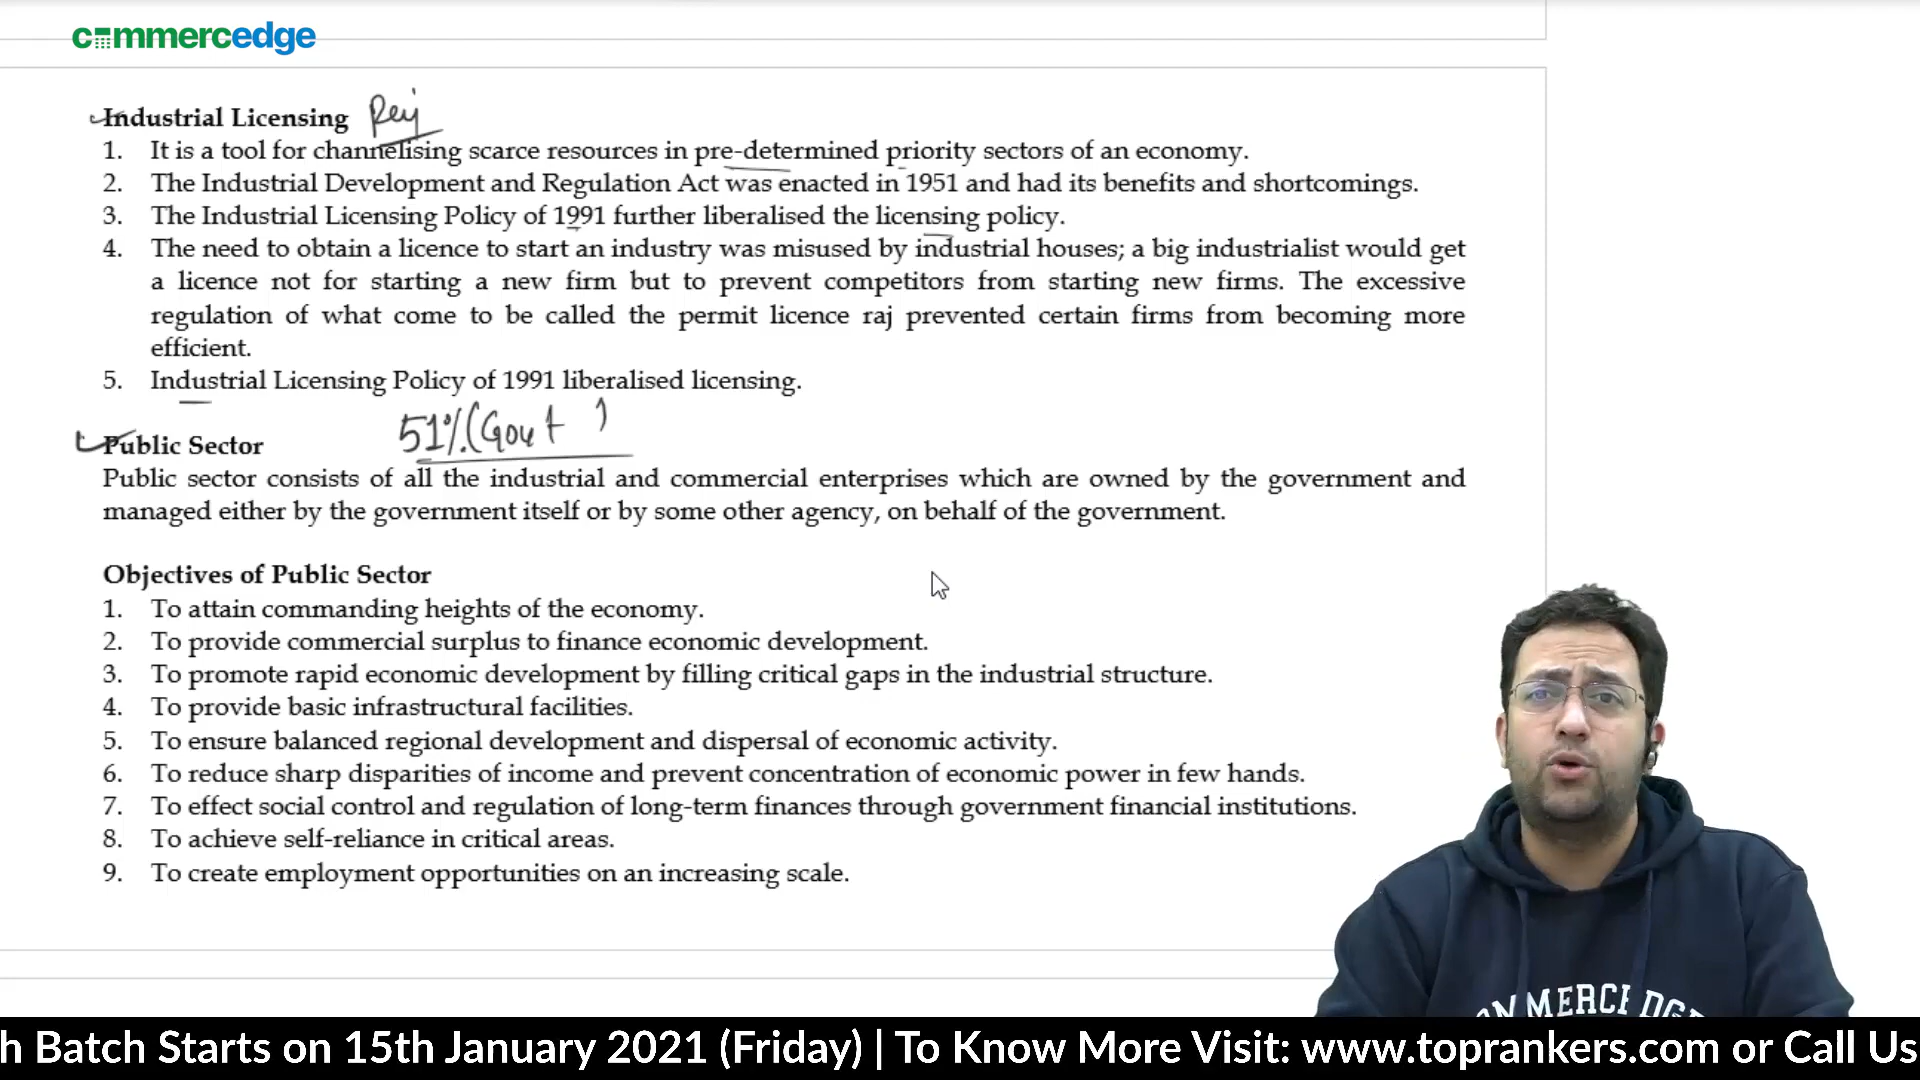 commercedge
Industrial Licensing Rej
1. It is a tool for channelising scarce resources in pre-determined priority sectors of an economy.
2. The Industrial Development and Regulation Act was enacted in 1951 and had its benefits and shortcomings.
3. The Industrial Licensing Policy of 1991 further liberalised the licensing policy.
4. The need to obtain a licence to start an industry was misused by industrial houses; a big industrialist would get
a licence not for starting a new firm but to prevent competitors from starting new firms. The excessive
regulation of what come to be called the permit licence raj prevented certain firms from becoming more
efficient.
5. Industrial Licensing Policy of 1991 liberalised licensing.
51%(Gout )
Public Sector
Public sector consists of all the industrial and commercial enterprises which are owned by the government and
managed either by the government itself or by some other agency, on behalf of the government.
Objectives of Public Sector
1. To attain commanding heights of the economy.
2. To provide commercial surplus to finance economic development.
3. To promote rapid economic development by filling critical gaps in the industrial structure.
4. To provide basic infrastructural facilities.
5. To ensure balanced regional development and dispersal of economic activity.
6. To reduce sharp disparities of income and prevent concentration of economic power in few hands.
7. To effect social control and regulation of long-term finances through government financial institutions.
8. To achieve self-reliance in critical areas.
9. To create employment opportunities on an increasing scale.
h Batch Starts on 15th January 2021 (Friday) | To Know More Visit: www.toprankers.com or Call Us